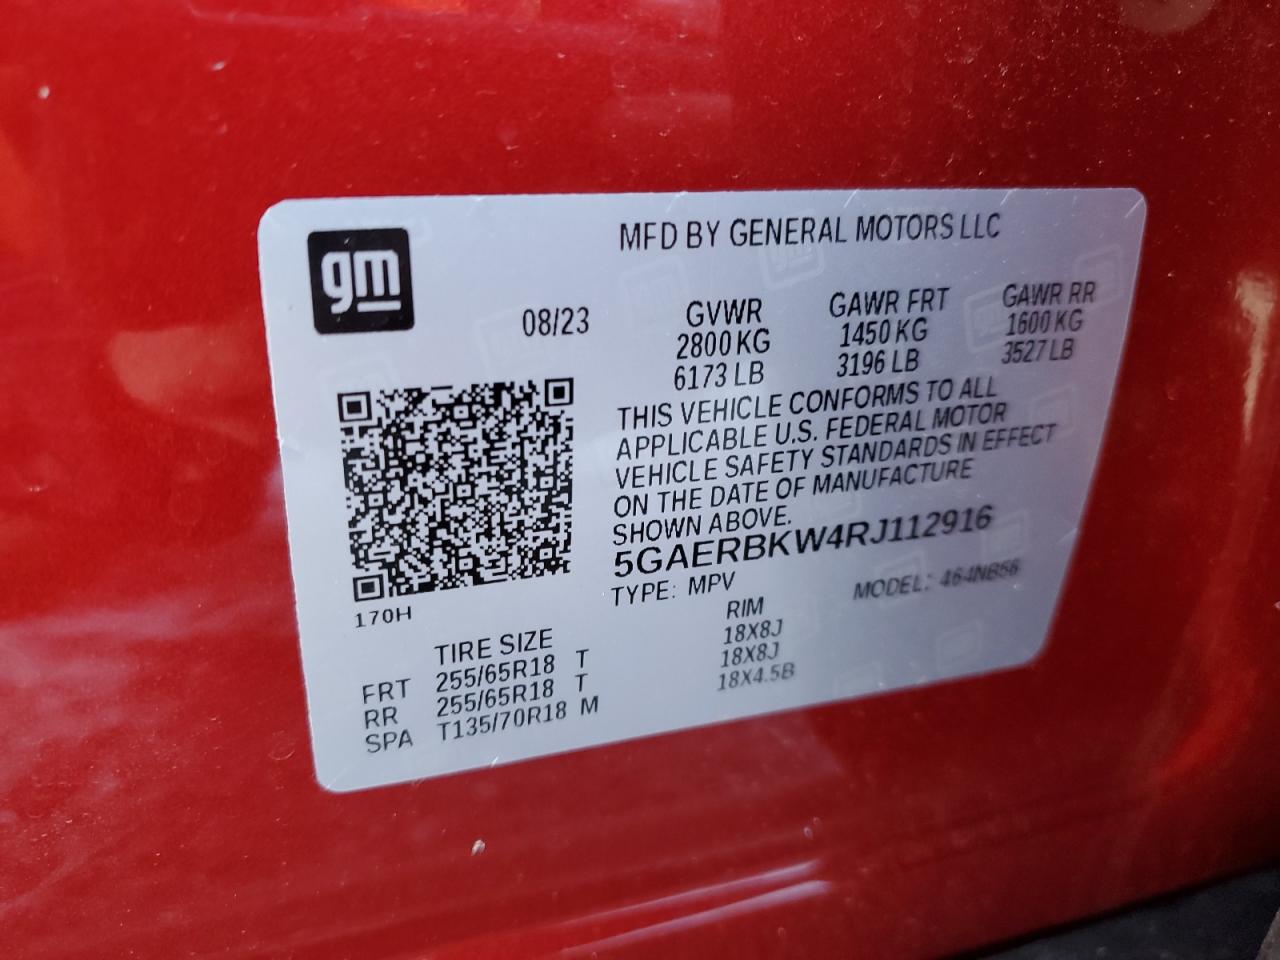 gm
MFD BY GENERAL MOTORS LLC
08/23
GVWR GAWR FRT GAWR RR
2800 KG 1450 KG 1600 KG
6173 LB 3196 LB 3527 LB
THIS VEHICLE CONFORMS TO ALL
APPLICABLE U.S. FEDERAL MOTOR
VEHICLE SAFETY STANDARDS IN EFFECT
ON THE DATE OF MANUFACTURE
SHOWN ABOVE.
5GAERBKW4RJ112916
TYPE: MPV MODEL: 464NB56
170H
TIRE SIZE RIM
FRT 255/65R18 T 18X8J
RR 255/65R18 T 18X8J
SPA T135/70R18 M 18X4.5B